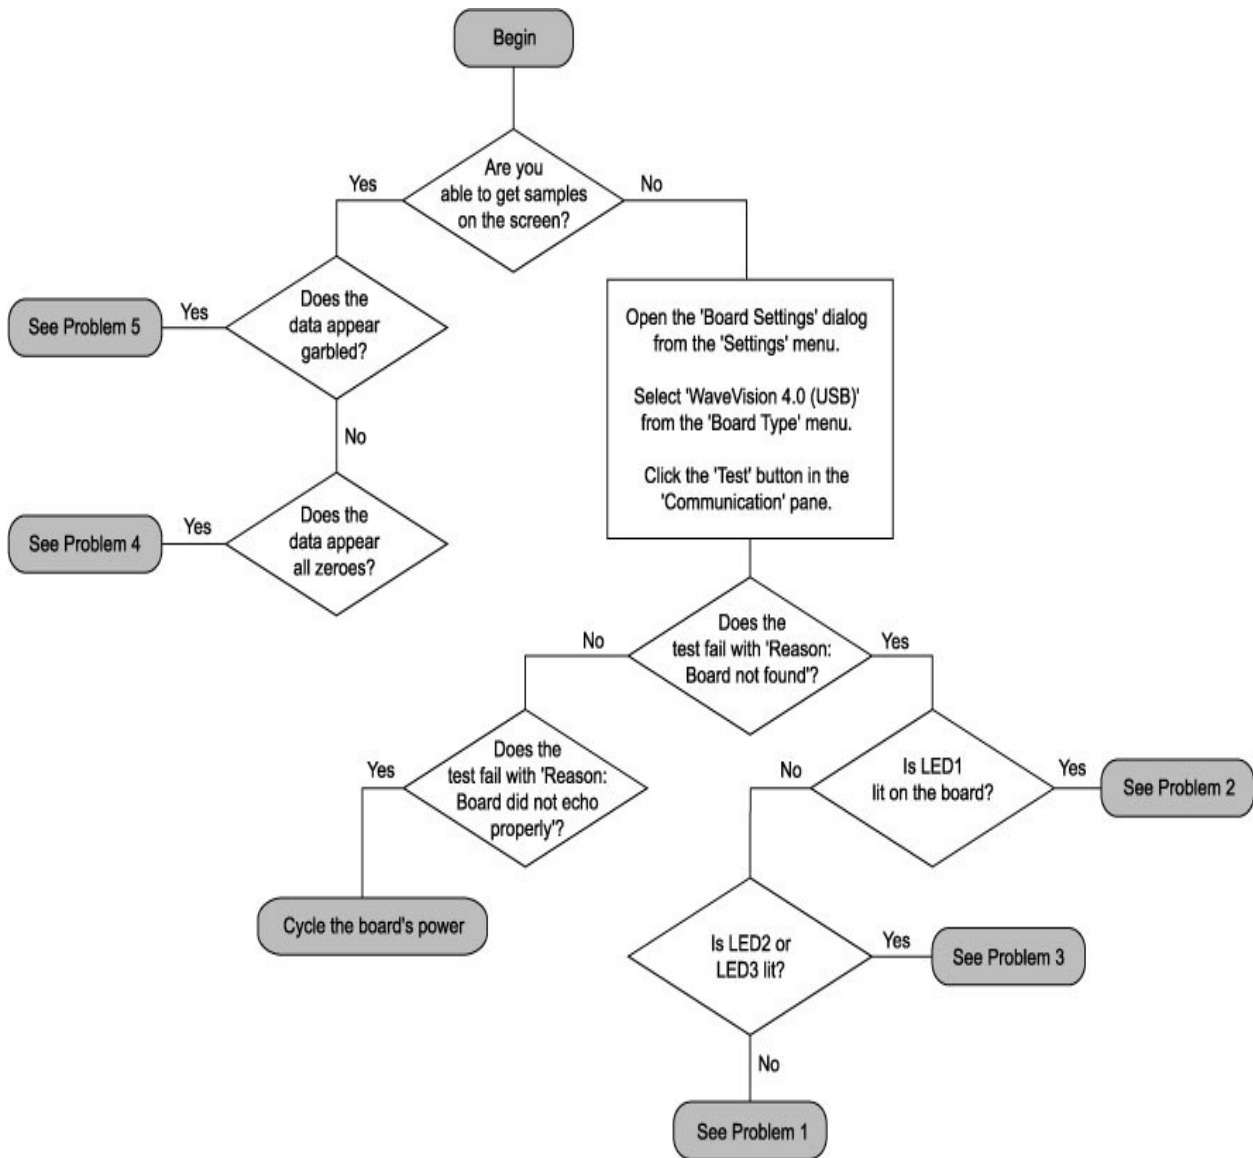 Begin
Are you
able to get samples
on the screen?
Yes
No
Does the
data appear
garbled?
Yes
See Problem 5
No
Does the
data appear
all zeroes?
Yes
See Problem 4
Open the 'Board Settings' dialog
from the 'Settings' menu.
Select 'WaveVision 4.0 (USB)'
from the 'Board Type' menu.
Click the 'Test' button in the
'Communication' pane.
Does the
test fail with 'Reason:
Board not found'?
No
Yes
Does the
test fail with 'Reason:
Board did not echo
properly'?
Yes
Cycle the board's power
Is LED1
lit on the board?
No
Yes
See Problem 2
Is LED2 or
LED3 lit?
Yes
See Problem 3
No
See Problem 1